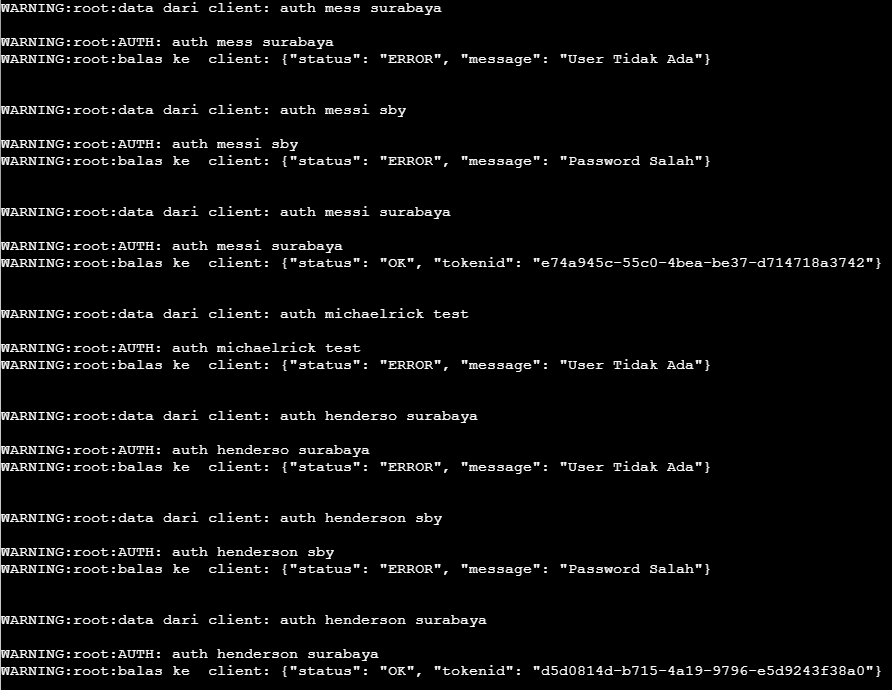 WARNING:root:data dari client: auth mess surabaya
WARNING:root:AUTH: auth mess surabaya
WARNING:root:balas ke  client: {"status": "ERROR", "message": "User Tidak Ada"}
WARNING:root:data dari client: auth messi sby
WARNING:root:AUTH: auth messi sby
WARNING:root:balas ke  client: {"status": "ERROR", "message": "Password Salah"}
WARNING:root:data dari client: auth messi surabaya
WARNING:root:AUTH: auth messi surabaya
WARNING:root:balas ke  client: {"status": "OK", "tokenid": "e74a945c-55c0-4bea-be37-d714718a3742"}
WARNING:root:data dari client: auth michaelrick test
WARNING:root:AUTH: auth michaelrick test
WARNING:root:balas ke  client: {"status": "ERROR", "message": "User Tidak Ada"}
WARNING:root:data dari client: auth henderso surabaya
WARNING:root:AUTH: auth henderso surabaya
WARNING:root:balas ke  client: {"status": "ERROR", "message": "User Tidak Ada"}
WARNING:root:data dari client: auth henderson sby
WARNING:root:AUTH: auth henderson sby
WARNING:root:balas ke  client: {"status": "ERROR", "message": "Password Salah"}
WARNING:root:data dari client: auth henderson surabaya
WARNING:root:AUTH: auth henderson surabaya
WARNING:root:balas ke  client: {"status": "OK", "tokenid": "d5d0814d-b715-4a19-9796-e5d9243f38a0"}